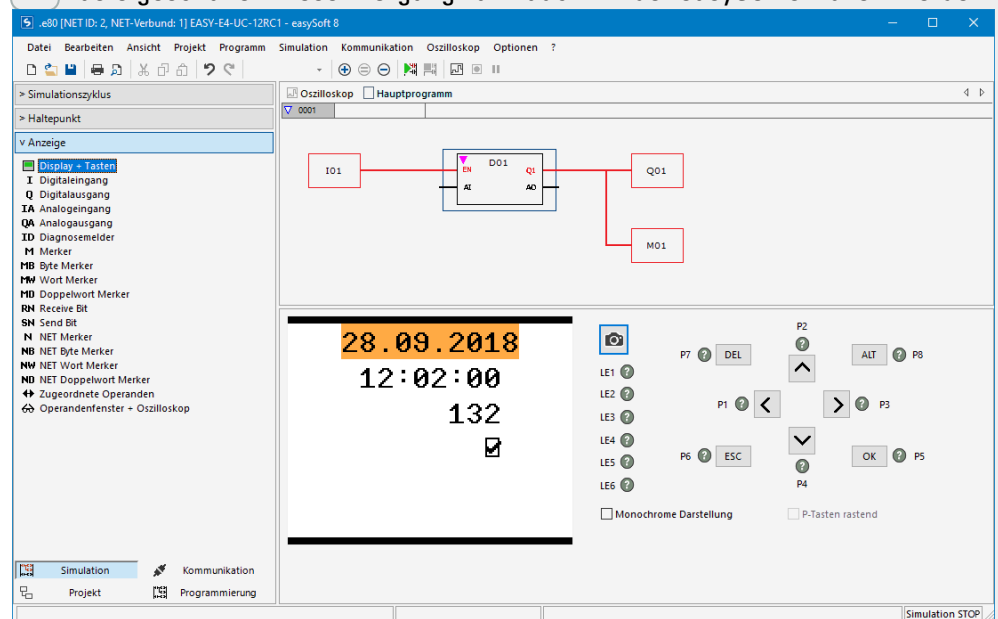 .e80 [NET ID: 2, NET-Verbund: 1] EASY-E4-UC-12RC1 - easySoft 8
Datei Bearbeiten Ansicht Projekt Programm Simulation Kommunikation Oszilloskop Optionen ?
> Simulationszyklus
> Haltepunkt
v Anzeige
Display + Tasten
I Digitaleingang
Q Digitalausgang
IA Analogeingang
QA Analogausgang
ID Diagnosemelder
M Merker
MB Byte Merker
MW Wort Merker
MD Doppelwort Merker
RN Receive Bit
SN Send Bit
N NET Merker
NB NET Byte Merker
NW NET Wort Merker
ND NET Doppelwort Merker
Zugeordnete Operanden
Operandenfenster + Oszilloskop
Simulation Kommunikation
Projekt Programmierung
Oszilloskop Hauptprogramm
0001
I01
D01
EN Q1
AI AO
Q01
M01
28.09.2018
12:02:00
132
LE1 ?
LE2 ?
LE3 ?
LE4 ?
LE5 ?
LE6 ?
P2
?
P7 ? DEL
ALT ? P8
P1 ?
? P3
P6 ? ESC
OK ? P5
?
P4
Monochrome Darstellung
P-Tasten rastend
Simulation STOP